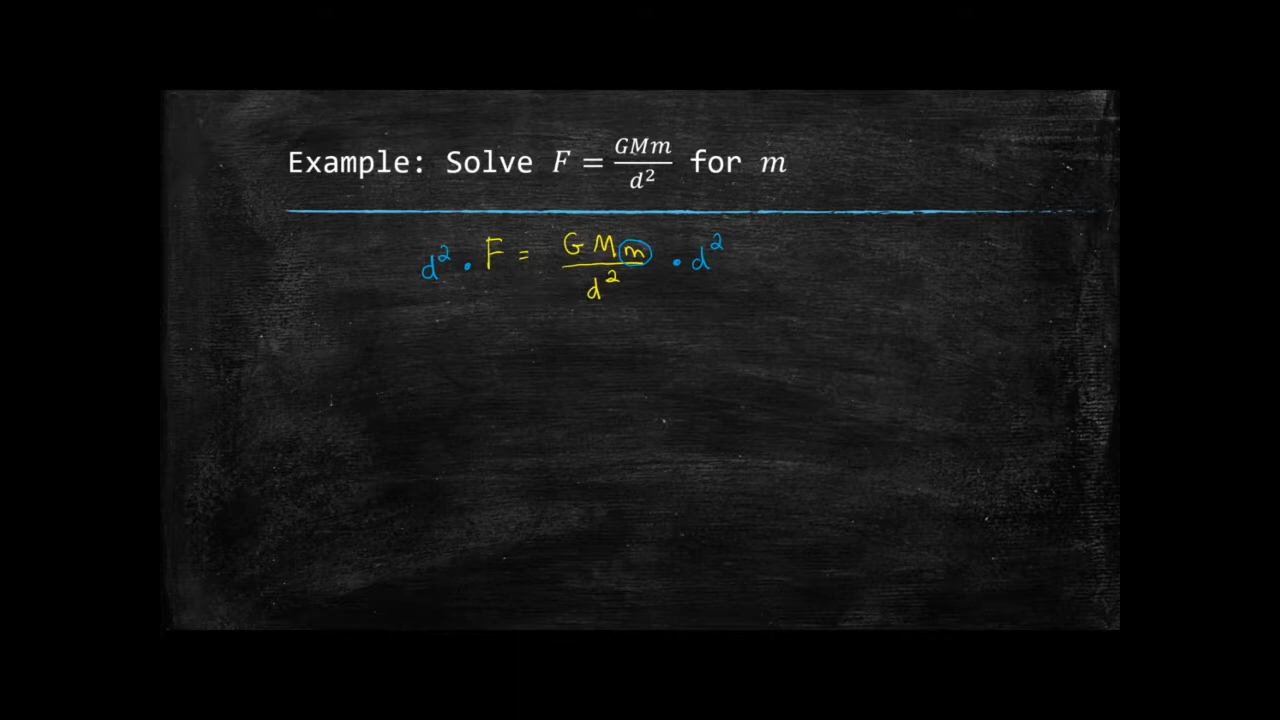 Example: Solve F = GMm/d² for m
d² · F = GMm/d² · d²